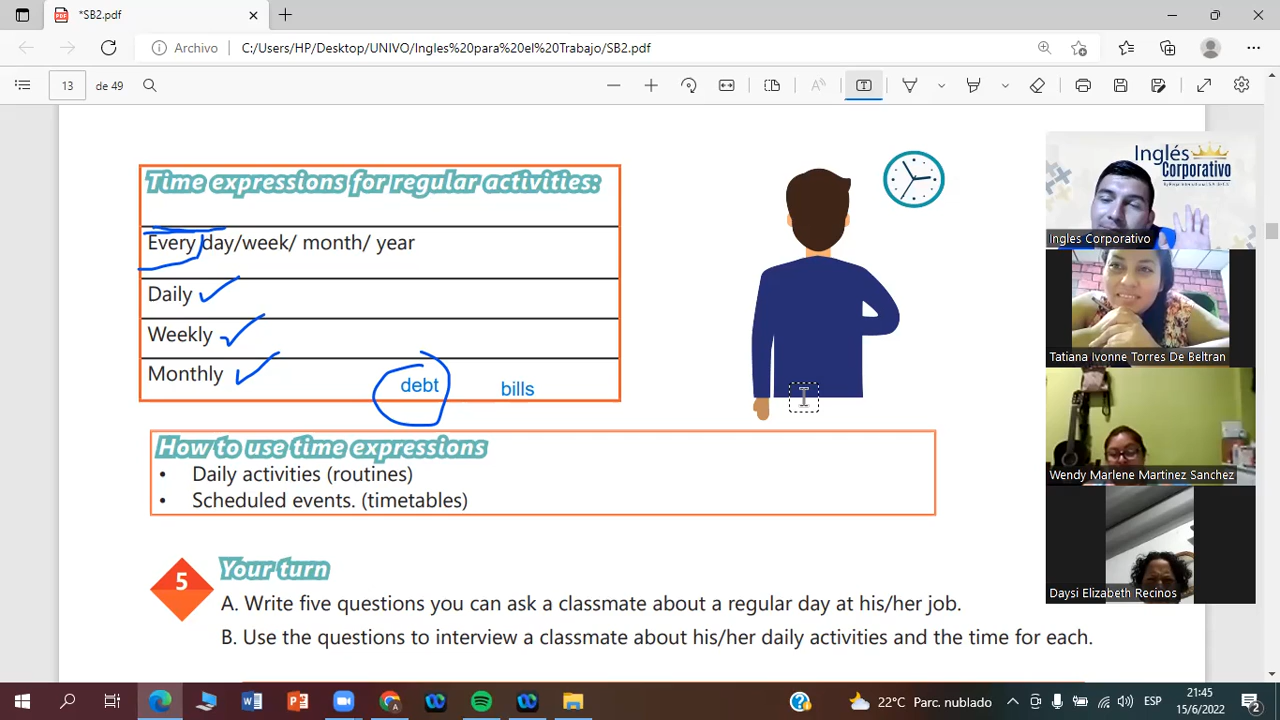 *SB2.pdf
Archivo
C:/Users/HP/Desktop/UNIVO/Ingles%20para%20el%20Trabajo/SB2.pdf
13 de 49
Time expressions for regular activities:
Every day/week/ month/ year
Daily
Weekly
Monthly
debt bills
How to use time expressions
• Daily activities (routines)
• Scheduled events. (timetables)
5 Your turn
A. Write five questions you can ask a classmate about a regular day at his/her job.
B. Use the questions to interview a classmate about his/her daily activities and the time for each.
Inglés
Corporativo
Ingles Corporativo
Tatiana Ivonne Torres De Beltran
Wendy Marlene Martinez Sanchez
Daysi Elizabeth Recinos
22°C Parc. nublado
ESP
21:45
15/6/2022
2